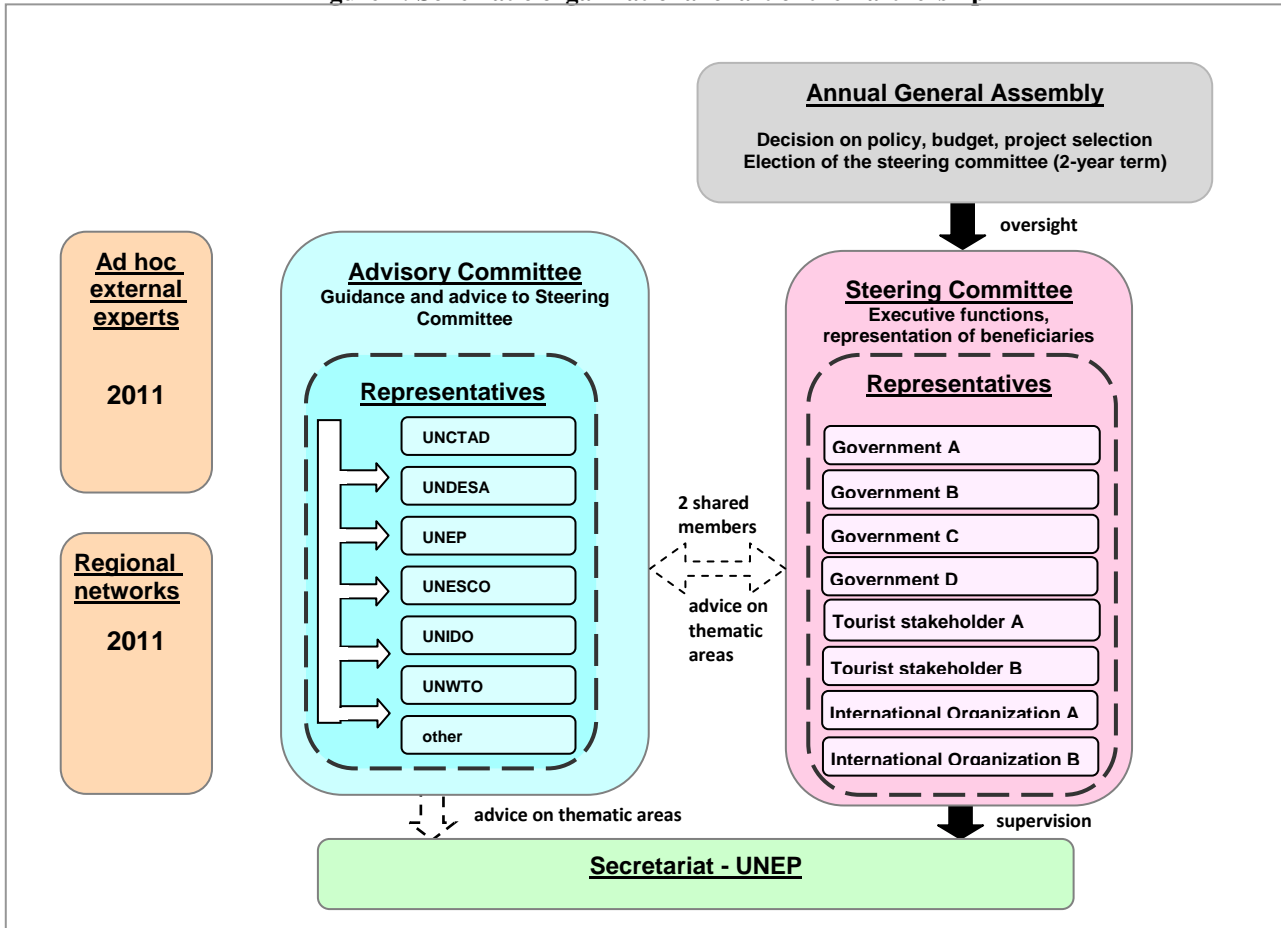 Annual General Assembly
Decision on policy, budget, project selection
Election of the steering committee (2-year term)
oversight
Ad hoc
external
experts
2011
Regional
networks
2011
Advisory Committee
Guidance and advice to Steering
Committee
Representatives
UNCTAD
UNDESA
UNEP
UNESCO
UNIDO
UNWTO
other
2 shared
members
advice on
thematic
areas
Steering Committee
Executive functions,
representation of beneficiaries
Representatives
Government A
Government B
Government C
Government D
Tourist stakeholder A
Tourist stakeholder B
International Organization A
International Organization B
advice on thematic areas
supervision
Secretariat - UNEP